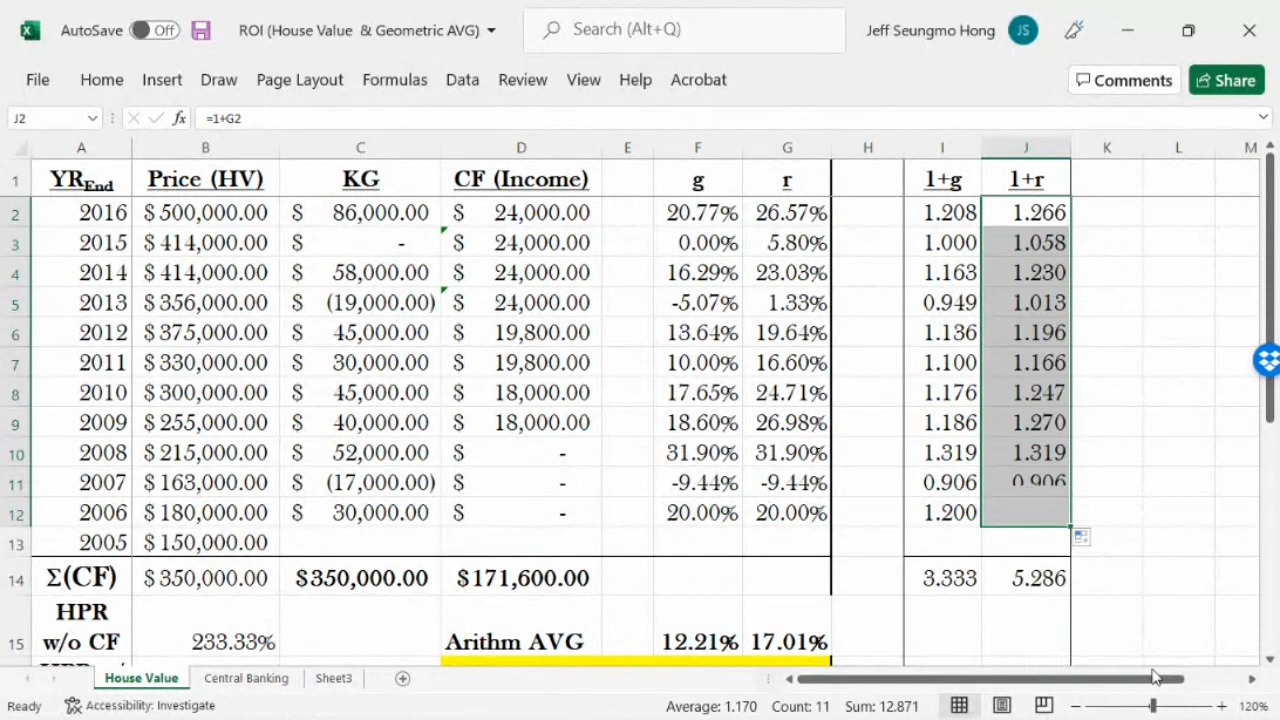 AutoSave Off ROI (House Value & Geometric AVG) Search (Alt+Q) Jeff Seungmo Hong JS
File Home Insert Draw Page Layout Formulas Data Review View Help Acrobat Comments Share
J2 fx =1+G2
A B C D E F G H I J K L M
1 YREnd Price (HV) KG CF (Income) g r 1+g 1+r
2 2016 $ 500,000.00 $ 86,000.00 $ 24,000.00 20.77% 26.57% 1.208 1.266
3 2015 $ 414,000.00 $ - $ 24,000.00 0.00% 5.80% 1.000 1.058
4 2014 $ 414,000.00 $ 58,000.00 $ 24,000.00 16.29% 23.03% 1.163 1.230
5 2013 $ 356,000.00 $ (19,000.00) $ 24,000.00 -5.07% 1.33% 0.949 1.013
6 2012 $ 375,000.00 $ 45,000.00 $ 19,800.00 13.64% 19.64% 1.136 1.196
7 2011 $ 330,000.00 $ 30,000.00 $ 19,800.00 10.00% 16.60% 1.100 1.166
8 2010 $ 300,000.00 $ 45,000.00 $ 18,000.00 17.65% 24.71% 1.176 1.247
9 2009 $ 255,000.00 $ 40,000.00 $ 18,000.00 18.60% 26.98% 1.186 1.270
10 2008 $ 215,000.00 $ 52,000.00 $ - 31.90% 31.90% 1.319 1.319
11 2007 $ 163,000.00 $ (17,000.00) $ - -9.44% -9.44% 0.906 0.906
12 2006 $ 180,000.00 $ 30,000.00 $ - 20.00% 20.00% 1.200
13 2005 $ 150,000.00
14 Σ(CF) $ 350,000.00 $350,000.00 $171,600.00 3.333 5.286
HPR
15 w/o CF 233.33% Arithm AVG 12.21% 17.01%
House Value Central Banking Sheet3
Ready Accessibility: Investigate Average: 1.170 Count: 11 Sum: 12.871 120%